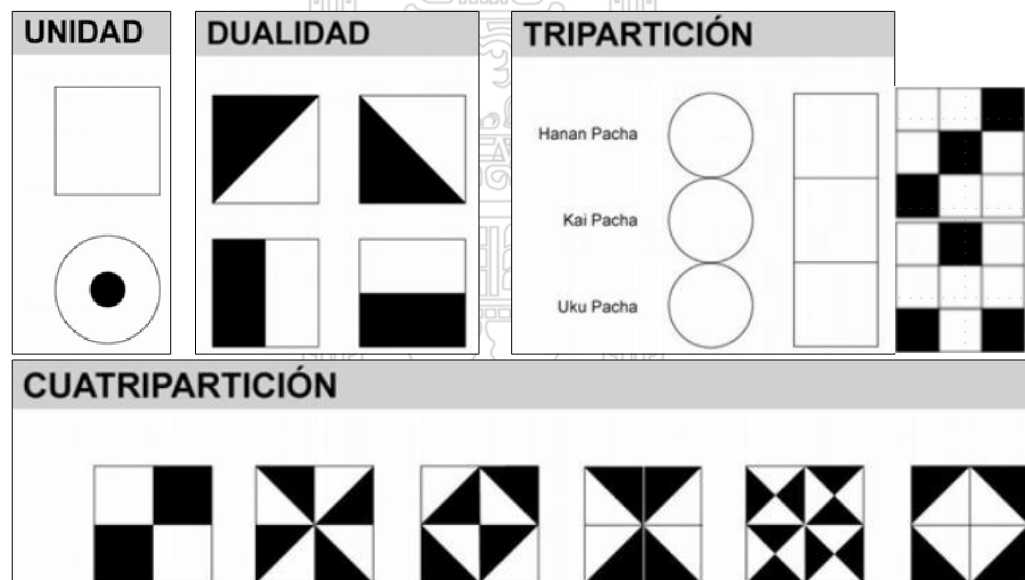 UNIDAD
DUALIDAD
TRIPARTICIÓN
Hanan Pacha
Kai Pacha
Uku Pacha
CUATRIPARTICIÓN